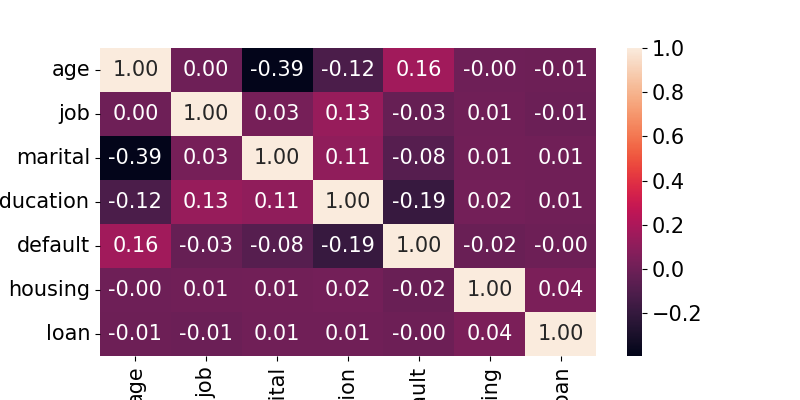 age 1.00 0.00 -0.39 -0.12 0.16 -0.00 -0.01
job 0.00 1.00 0.03 0.13 -0.03 0.01 -0.01
marital -0.39 0.03 1.00 0.11 -0.08 0.01 0.01
ducation -0.12 0.13 0.11 1.00 -0.19 0.02 0.01
default 0.16 -0.03 -0.08 -0.19 1.00 -0.02 -0.00
housing -0.00 0.01 0.01 0.02 -0.02 1.00 0.04
loan -0.01 -0.01 0.01 0.01 -0.00 0.04 1.00
age job ital ion ault ing oan
1.0
0.8
0.6
0.4
0.2
0.0
−0.2